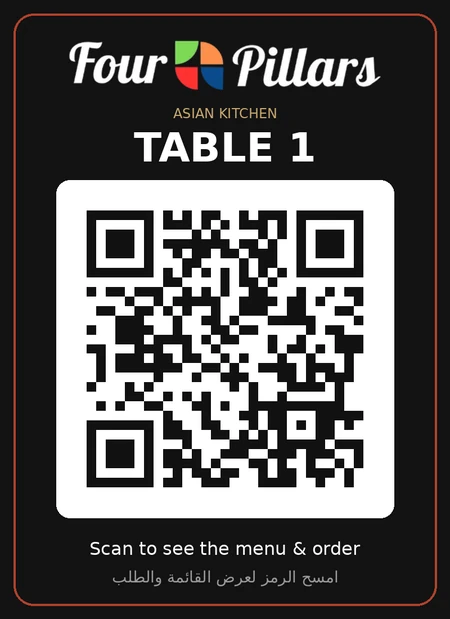 Four Pillars
ASIAN KITCHEN
TABLE 1
Scan to see the menu & order
امسح الرمز لعرض القائمة والطلب